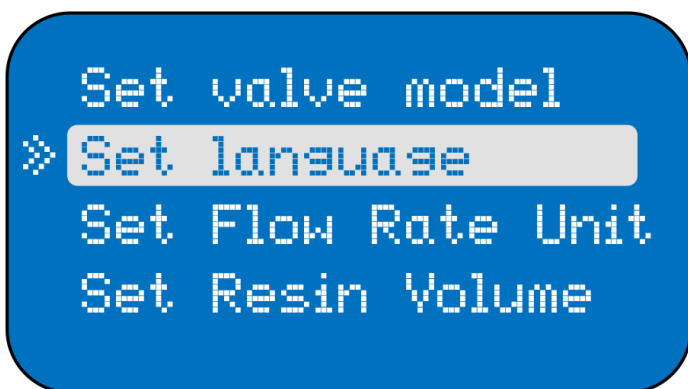 Set valve model
» Set language
Set Flow Rate Unit
Set Resin Volume